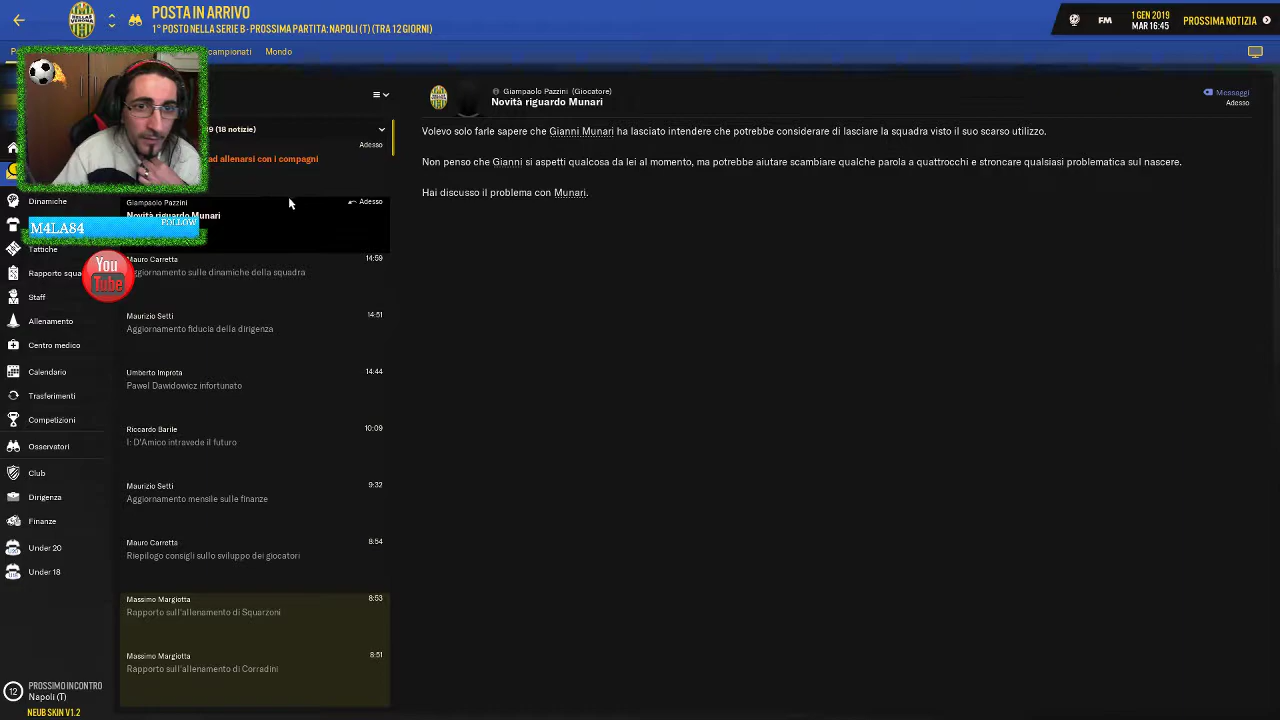 POSTA IN ARRIVO
1° POSTO NELLA SERIE B - PROSSIMA PARTITA: NAPOLI (T) (TRA 12 GIORNI)
FM
1 GEN 2019
MAR 16:45
PROSSIMA NOTIZIA
campionati
Mondo
9 (18 notizie)
Adesso
ad allenarsi con i compagni
Giampaolo Pazzini
Adesso
Novità riguardo Munari
Mauro Carretta
14:59
Aggiornamento sulle dinamiche della squadra
Maurizio Setti
14:51
Aggiornamento fiducia della dirigenza
Umberto Improta
14:44
Pawel Dawidowicz infortunato
Riccardo Barile
10:09
I: D'Amico intravede il futuro
Maurizio Setti
9:32
Aggiornamento mensile sulle finanze
Mauro Carretta
8:54
Riepilogo consigli sullo sviluppo dei giocatori
Massimo Margiotta
8:53
Rapporto sull'allenamento di Squarzoni
Massimo Margiotta
8:51
Rapporto sull'allenamento di Corradini
Giampaolo Pazzini (Giocatore)
Novità riguardo Munari
Messaggi
Adesso
Volevo solo farle sapere che Gianni Munari ha lasciato intendere che potrebbe considerare di lasciare la squadra visto il suo scarso utilizzo.
Non penso che Gianni si aspetti qualcosa da lei al momento, ma potrebbe aiutare scambiare qualche parola a quattrocchi e stroncare qualsiasi problematica sul nascere.
Hai discusso il problema con Munari.
Dinamiche
M4LA84
FOLLOW
Tattiche
You
Tube
Rapporto squa
Staff
Allenamento
Centro medico
Calendario
Trasferimenti
Competizioni
Osservatori
Club
Dirigenza
Finanze
Under 20
Under 18
12
PROSSIMO INCONTRO
Napoli (T)
NEUB SKIN V1.2